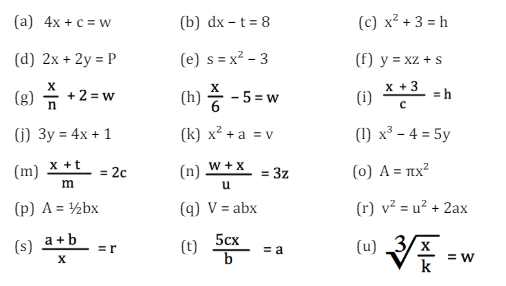 (a) 4x + c = w (b) dx – t = 8 (c) x² + 3 = h
(d) 2x + 2y = P (e) s = x² – 3 (f) y = xz + s
(g) x/n + 2 = w (h) x/6 - 5 = w (i) x + 3/c = h
(j) 3y = 4x + 1 (k) x² + a = v (l) x³ – 4 = 5y
(m) x + t/m = 2c (n) w + x/u = 3z (o) A = πx²
(p) A = ½bx (q) V = abx (r) v² = u² + 2ax
(s) a + b/x = r (t) 5cx/b = a (u) ∛x/k = w